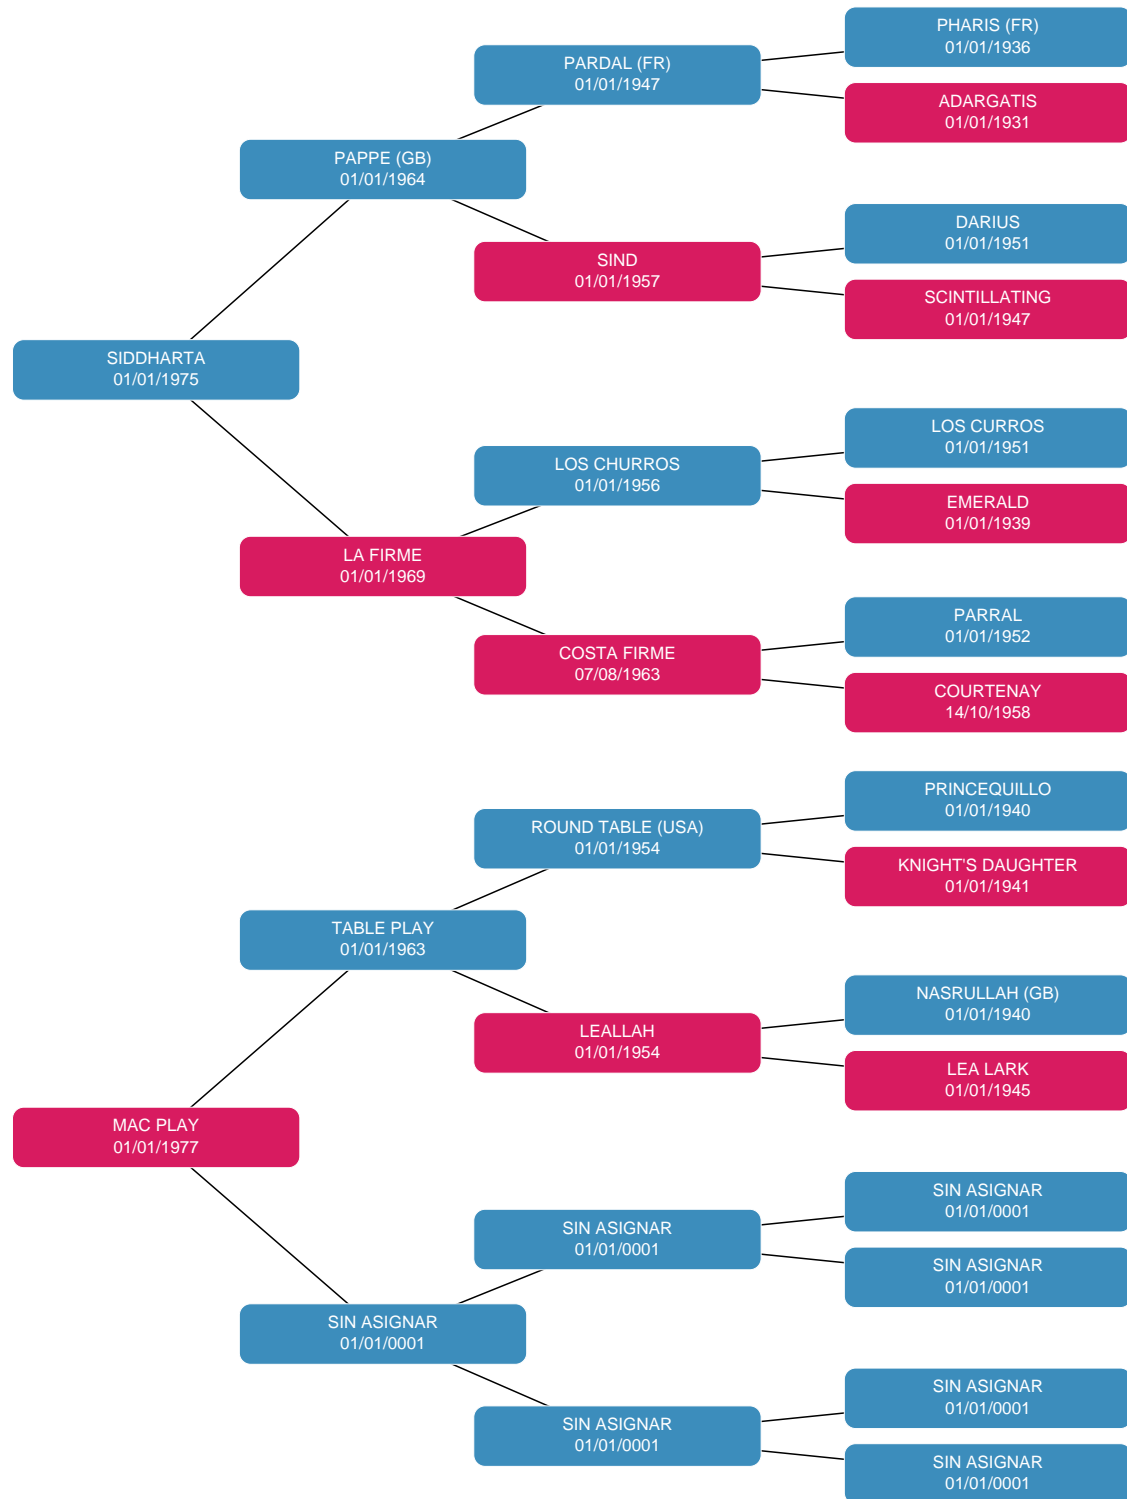 PHARIS (FR)
01/01/1936
PARDAL (FR)
01/01/1947
ADARGATIS
01/01/1931
PAPPE (GB)
01/01/1964
DARIUS
01/01/1951
SIND
01/01/1957
SCINTILLATING
01/01/1947
SIDDHARTA
01/01/1975
LOS CURROS
01/01/1951
LOS CHURROS
01/01/1956
EMERALD
01/01/1939
LA FIRME
01/01/1969
PARRAL
01/01/1952
COSTA FIRME
07/08/1963
COURTENAY
14/10/1958
PRINCEQUILLO
01/01/1940
ROUND TABLE (USA)
01/01/1954
KNIGHT'S DAUGHTER
01/01/1941
TABLE PLAY
01/01/1963
NASRULLAH (GB)
01/01/1940
LEALLAH
01/01/1954
LEA LARK
01/01/1945
MAC PLAY
01/01/1977
SIN ASIGNAR
01/01/0001
SIN ASIGNAR
01/01/0001
SIN ASIGNAR
01/01/0001
SIN ASIGNAR
01/01/0001
SIN ASIGNAR
01/01/0001
SIN ASIGNAR
01/01/0001
SIN ASIGNAR
01/01/0001